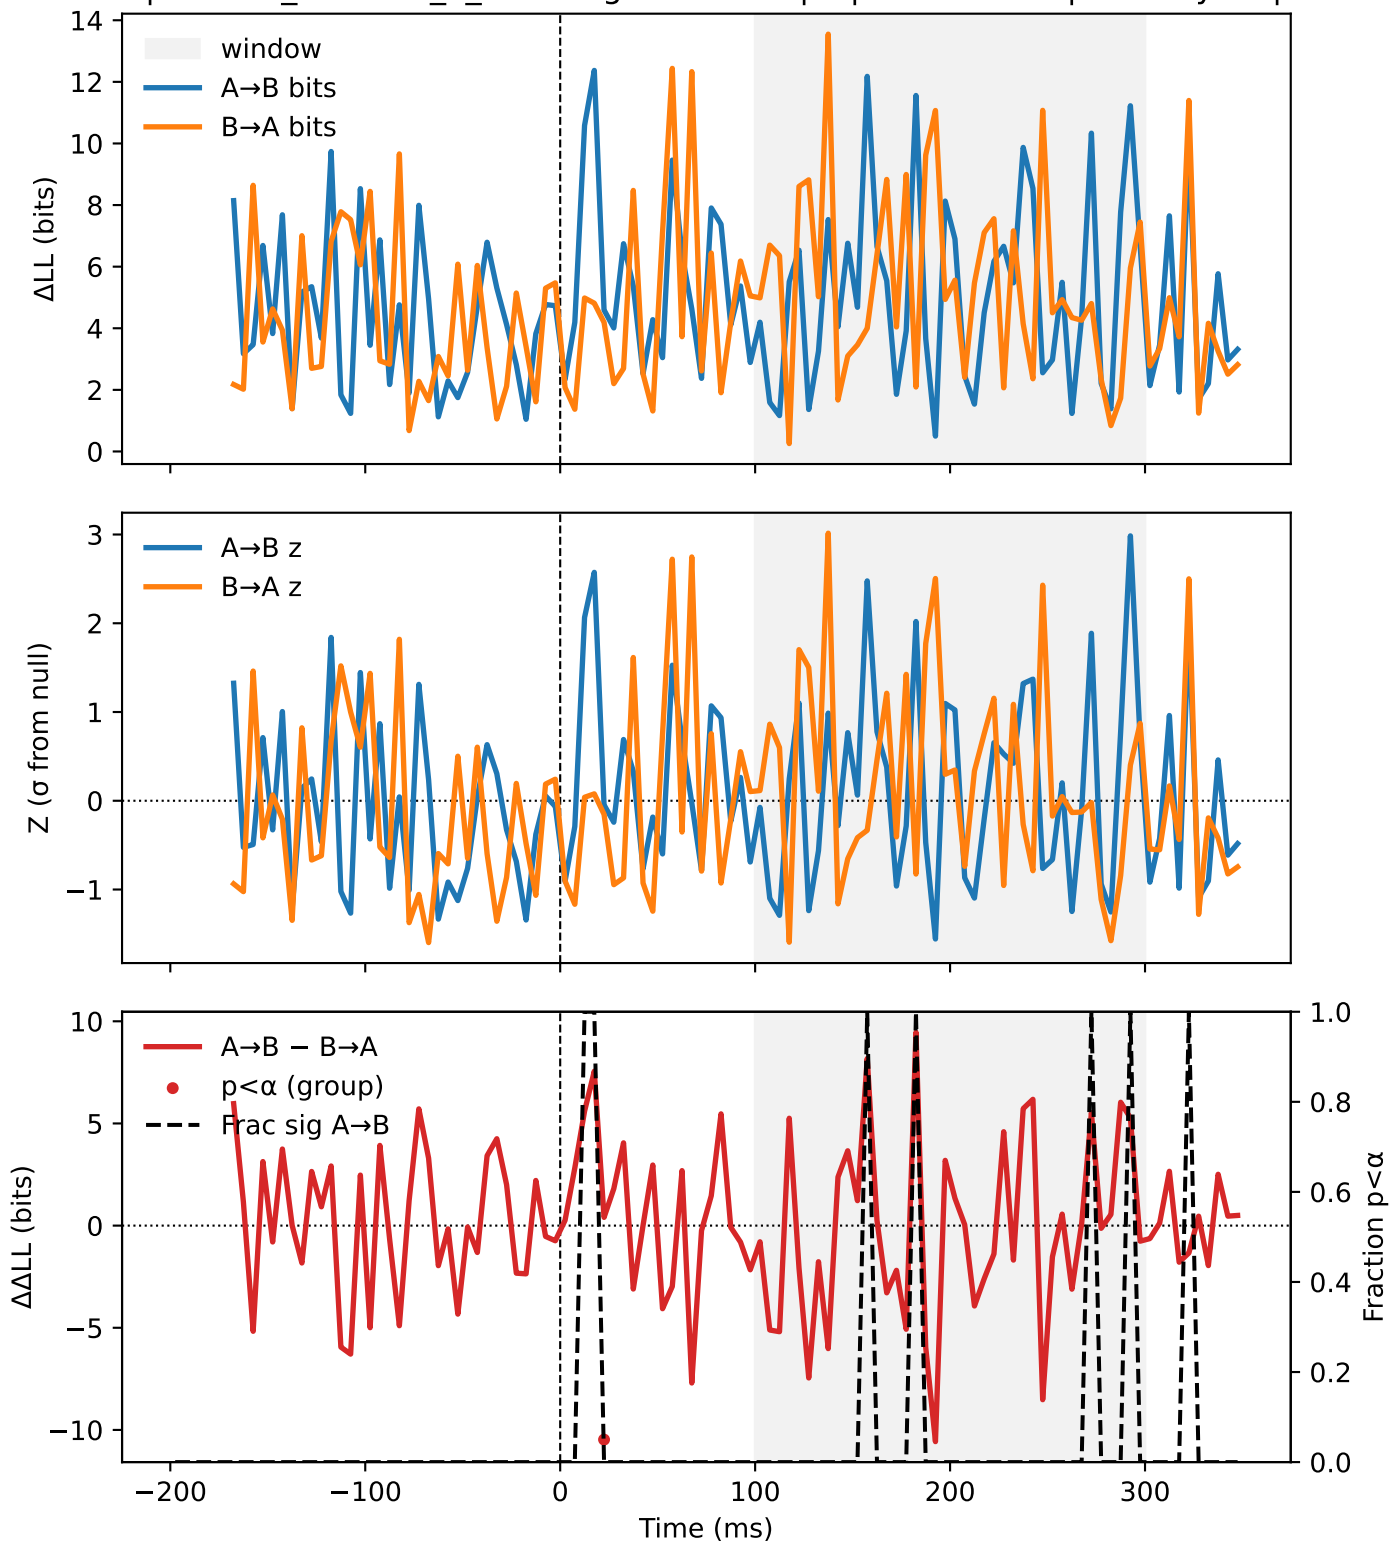 14
12
10
8
6
4
2
0
ΔLL (bits)
window
A→B bits
B→A bits
3
2
1
0
−1
Z (σ from null)
A→B z
B→A z
10
5
0
−5
−10
ΔΔLL (bits)
A→B − B→A
p<α (group)
Frac sig A→B
1.0
0.8
0.6
0.4
0.2
0.0
Fraction p<α
−200
−100
0
100
200
300
Time (ms)